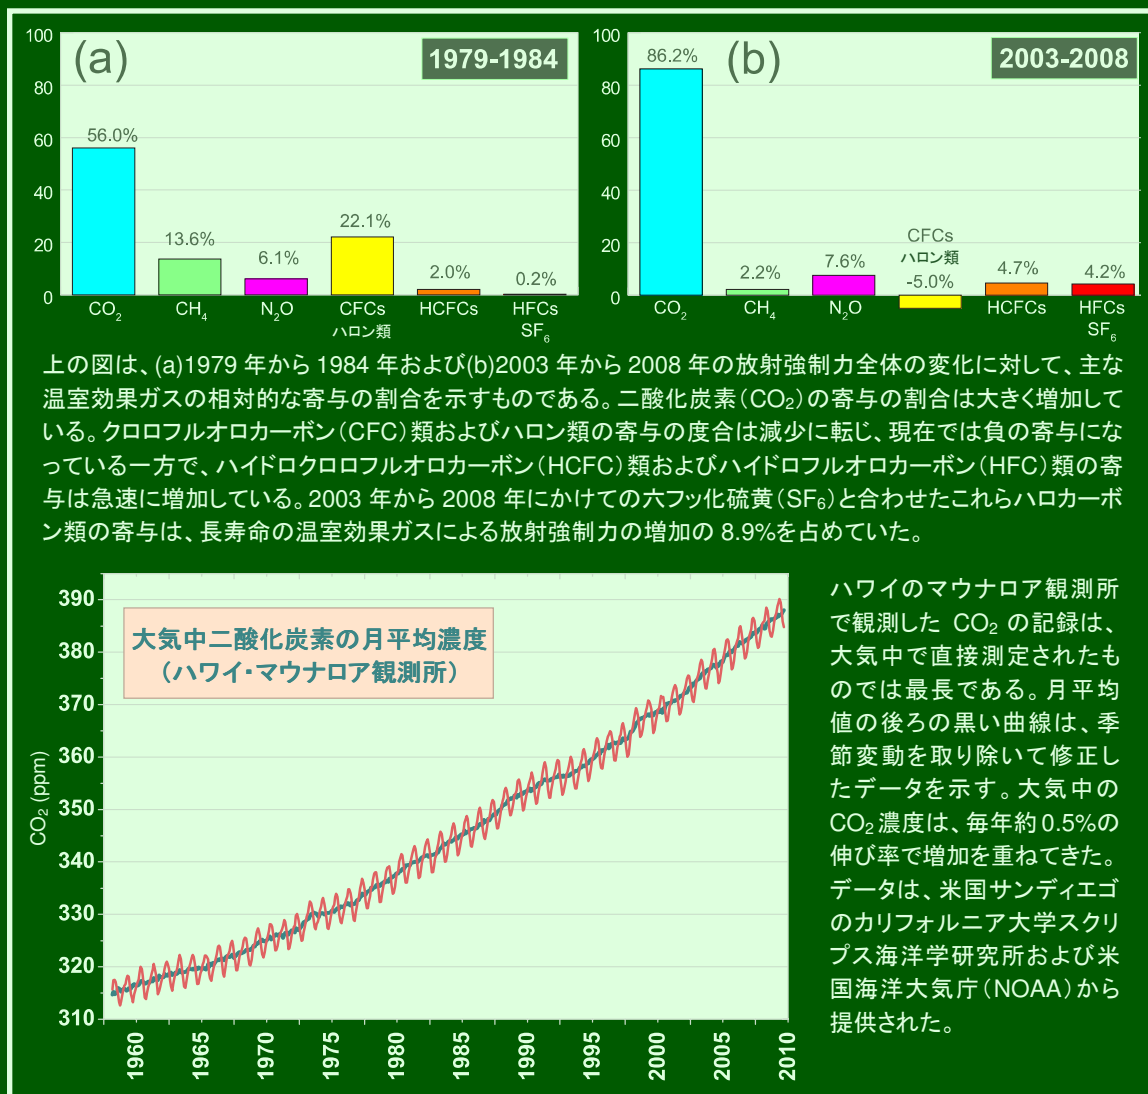 (a)
1979-1984
100
80
60
40
20
0
56.0%
13.6%
6.1%
22.1%
2.0%
0.2%
CO₂
CH₄
N₂O
CFCs
ハロン類
HCFCs
HFCs
SF₆
(b)
2003-2008
100
80
60
40
20
0
86.2%
2.2%
7.6%
CFCs
ハロン類
-5.0%
4.7%
4.2%
CO₂
CH₄
N₂O
HCFCs
HFCs
SF₆
上の図は、(a)1979 年から 1984 年および(b)2003 年から 2008 年の放射強制力全体の変化に対して、主な
温室効果ガスの相対的な寄与の割合を示すものである。二酸化炭素(CO₂)の寄与の割合は大きく増加して
いる。クロロフルオロカーボン(CFC)類およびハロン類の寄与の度合は減少に転じ、現在では負の寄与にな
っている一方で、ハイドロクロロフルオロカーボン(HCFC)類およびハイドロフルオロカーボン(HFC)類の寄
与は急速に増加している。2003 年から 2008 年にかけての六フッ化硫黄(SF₆)と合わせたこれらハロカーボ
ン類の寄与は、長寿命の温室効果ガスによる放射強制力の増加の 8.9%を占めていた。
大気中二酸化炭素の月平均濃度
(ハワイ・マウナロア観測所)
CO₂ (ppm)
390
380
370
360
350
340
330
320
310
1960
1965
1970
1975
1980
1985
1990
1995
2000
2005
2010
ハワイのマウナロア観測所
で観測した CO₂ の記録は、
大気中で直接測定されたも
のでは最長である。月平均
値の後ろの黒い曲線は、季
節変動を取り除いて修正し
たデータを示す。大気中の
CO₂濃度は、毎年約 0.5%の
伸び率で増加を重ねてきた。
データは、米国サンディエゴ
のカリフォルニア大学スクリ
プス海洋学研究所および米
国海洋大気庁(NOAA)から
提供された。